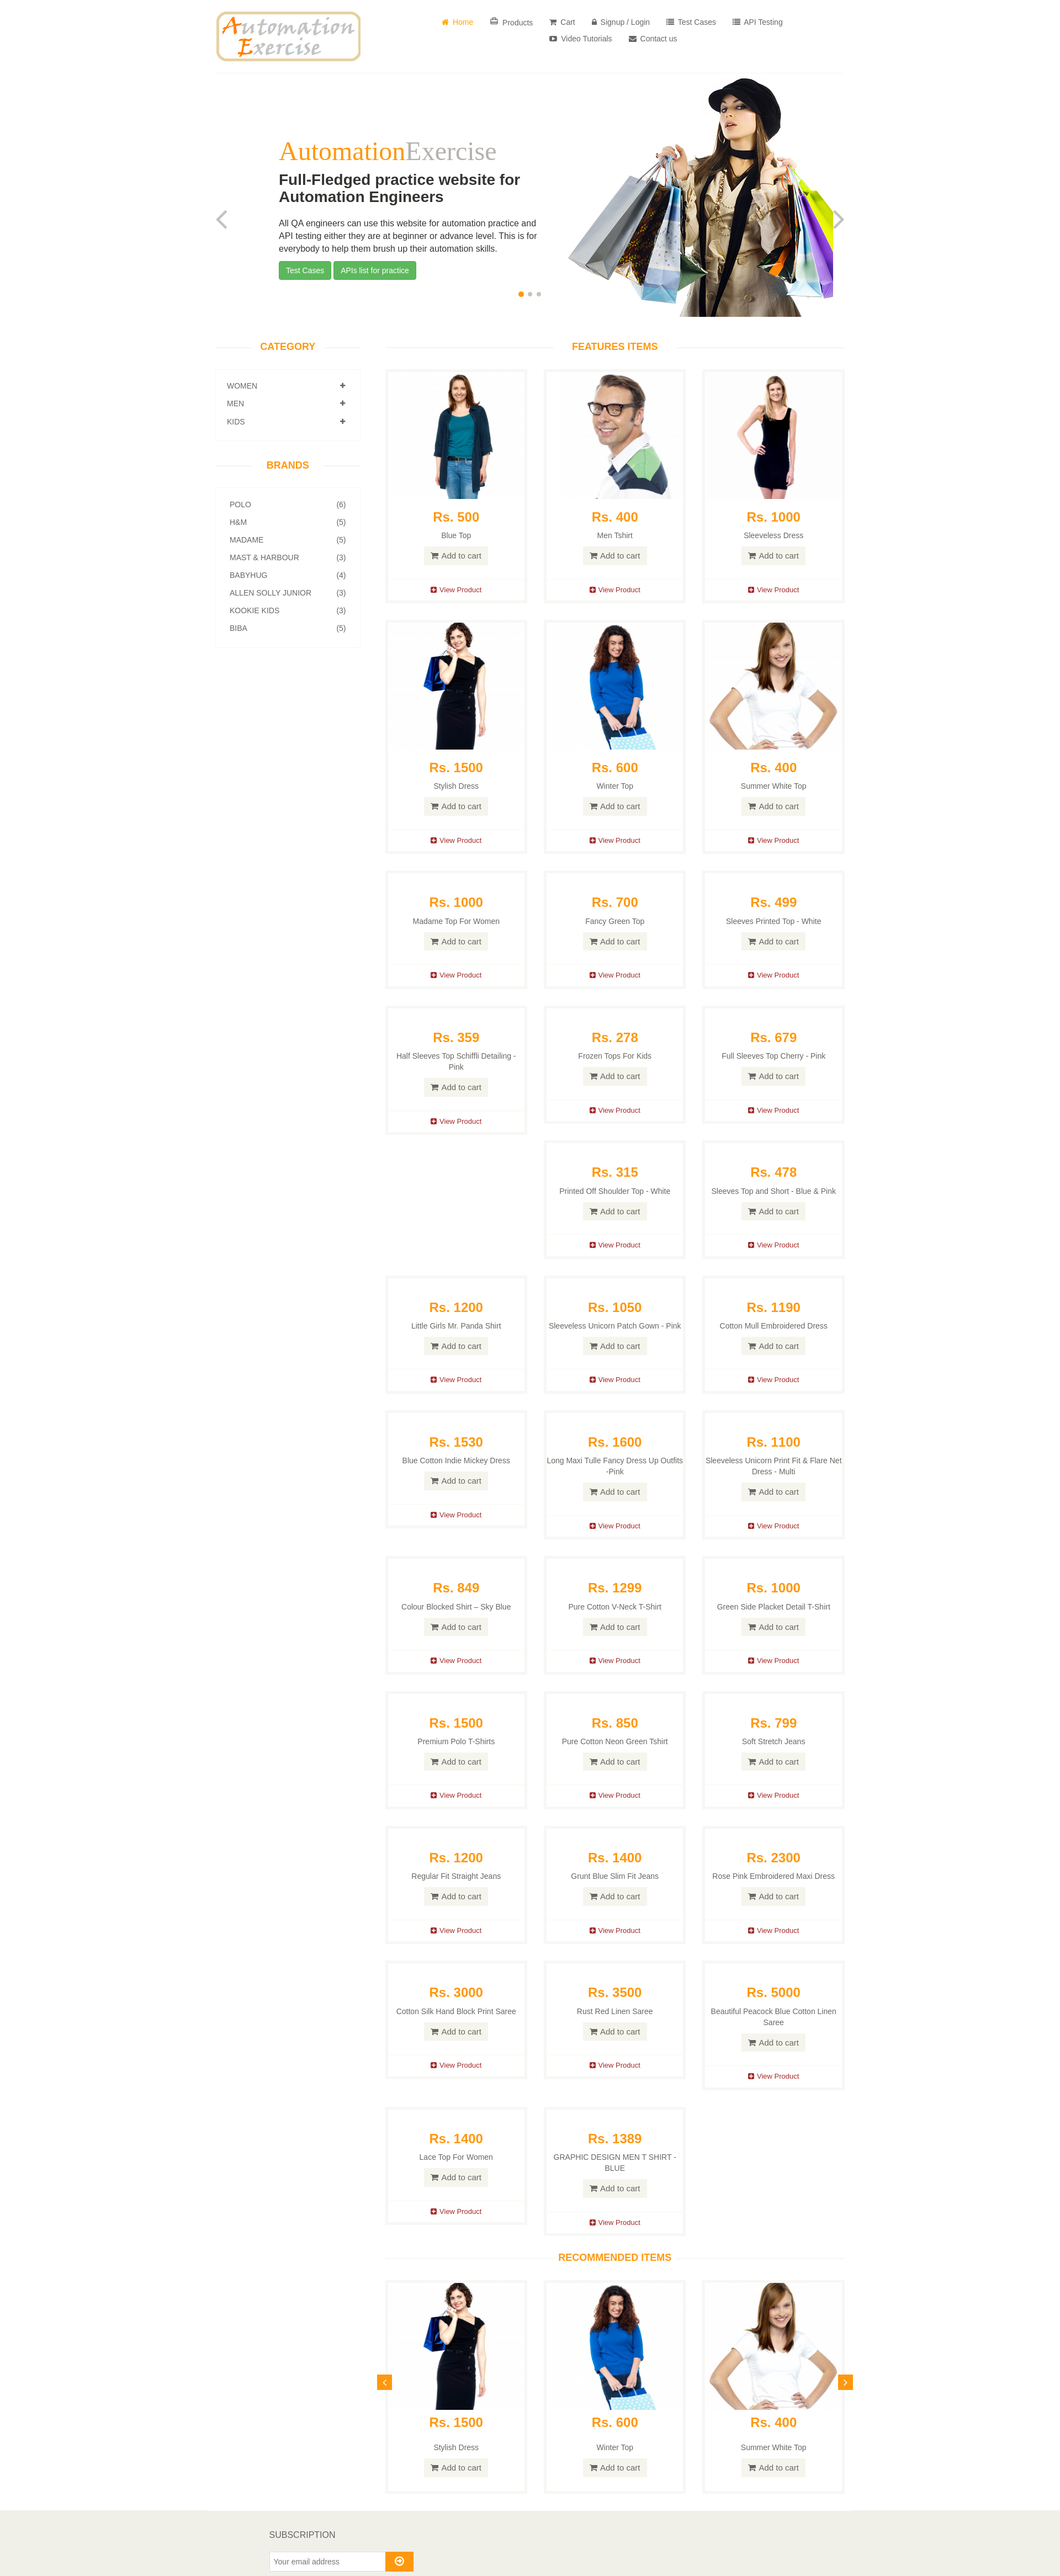 Automation
Exercise
Home
Products
Cart
Signup / Login
Test Cases
API Testing
Video Tutorials
Contact us
AutomationExercise
Full-Fledged practice website for
Automation Engineers
All QA engineers can use this website for automation practice and
API testing either they are at beginner or advance level. This is for
everybody to help them brush up their automation skills.
Test Cases
APIs list for practice
CATEGORY
WOMEN
MEN
KIDS
BRANDS
POLO (6)
H&M (5)
MADAME (5)
MAST & HARBOUR (3)
BABYHUG (4)
ALLEN SOLLY JUNIOR (3)
KOOKIE KIDS (3)
BIBA (5)
FEATURES ITEMS
Rs. 500
Blue Top
Add to cart
View Product
Rs. 400
Men Tshirt
Add to cart
View Product
Rs. 1000
Sleeveless Dress
Add to cart
View Product
Rs. 1500
Stylish Dress
Add to cart
View Product
Rs. 600
Winter Top
Add to cart
View Product
Rs. 400
Summer White Top
Add to cart
View Product
Rs. 1000
Madame Top For Women
Add to cart
View Product
Rs. 700
Fancy Green Top
Add to cart
View Product
Rs. 499
Sleeves Printed Top - White
Add to cart
View Product
Rs. 359
Half Sleeves Top Schiffli Detailing -
Pink
Add to cart
View Product
Rs. 278
Frozen Tops For Kids
Add to cart
View Product
Rs. 679
Full Sleeves Top Cherry - Pink
Add to cart
View Product
Rs. 315
Printed Off Shoulder Top - White
Add to cart
View Product
Rs. 478
Sleeves Top and Short - Blue & Pink
Add to cart
View Product
Rs. 1200
Little Girls Mr. Panda Shirt
Add to cart
View Product
Rs. 1050
Sleeveless Unicorn Patch Gown - Pink
Add to cart
View Product
Rs. 1190
Cotton Mull Embroidered Dress
Add to cart
View Product
Rs. 1530
Blue Cotton Indie Mickey Dress
Add to cart
View Product
Rs. 1600
Long Maxi Tulle Fancy Dress Up Outfits
-Pink
Add to cart
View Product
Rs. 1100
Sleeveless Unicorn Print Fit & Flare Net
Dress - Multi
Add to cart
View Product
Rs. 849
Colour Blocked Shirt – Sky Blue
Add to cart
View Product
Rs. 1299
Pure Cotton V-Neck T-Shirt
Add to cart
View Product
Rs. 1000
Green Side Placket Detail T-Shirt
Add to cart
View Product
Rs. 1500
Premium Polo T-Shirts
Add to cart
View Product
Rs. 850
Pure Cotton Neon Green Tshirt
Add to cart
View Product
Rs. 799
Soft Stretch Jeans
Add to cart
View Product
Rs. 1200
Regular Fit Straight Jeans
Add to cart
View Product
Rs. 1400
Grunt Blue Slim Fit Jeans
Add to cart
View Product
Rs. 2300
Rose Pink Embroidered Maxi Dress
Add to cart
View Product
Rs. 3000
Cotton Silk Hand Block Print Saree
Add to cart
View Product
Rs. 3500
Rust Red Linen Saree
Add to cart
View Product
Rs. 5000
Beautiful Peacock Blue Cotton Linen
Saree
Add to cart
View Product
Rs. 1400
Lace Top For Women
Add to cart
View Product
Rs. 1389
GRAPHIC DESIGN MEN T SHIRT -
BLUE
Add to cart
View Product
RECOMMENDED ITEMS
Rs. 1500
Stylish Dress
Add to cart
Rs. 600
Winter Top
Add to cart
Rs. 400
Summer White Top
Add to cart
SUBSCRIPTION
Your email address